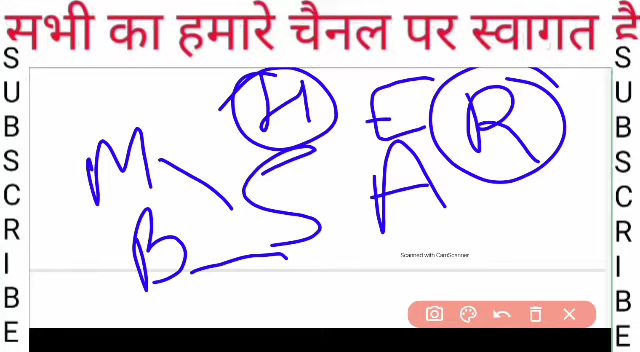 सभी का हमारे चैनल पर स्वागत है
SUBSCRIBE
H E R
M S A
B
Scanned with CamScanner
SUBSCRIBE